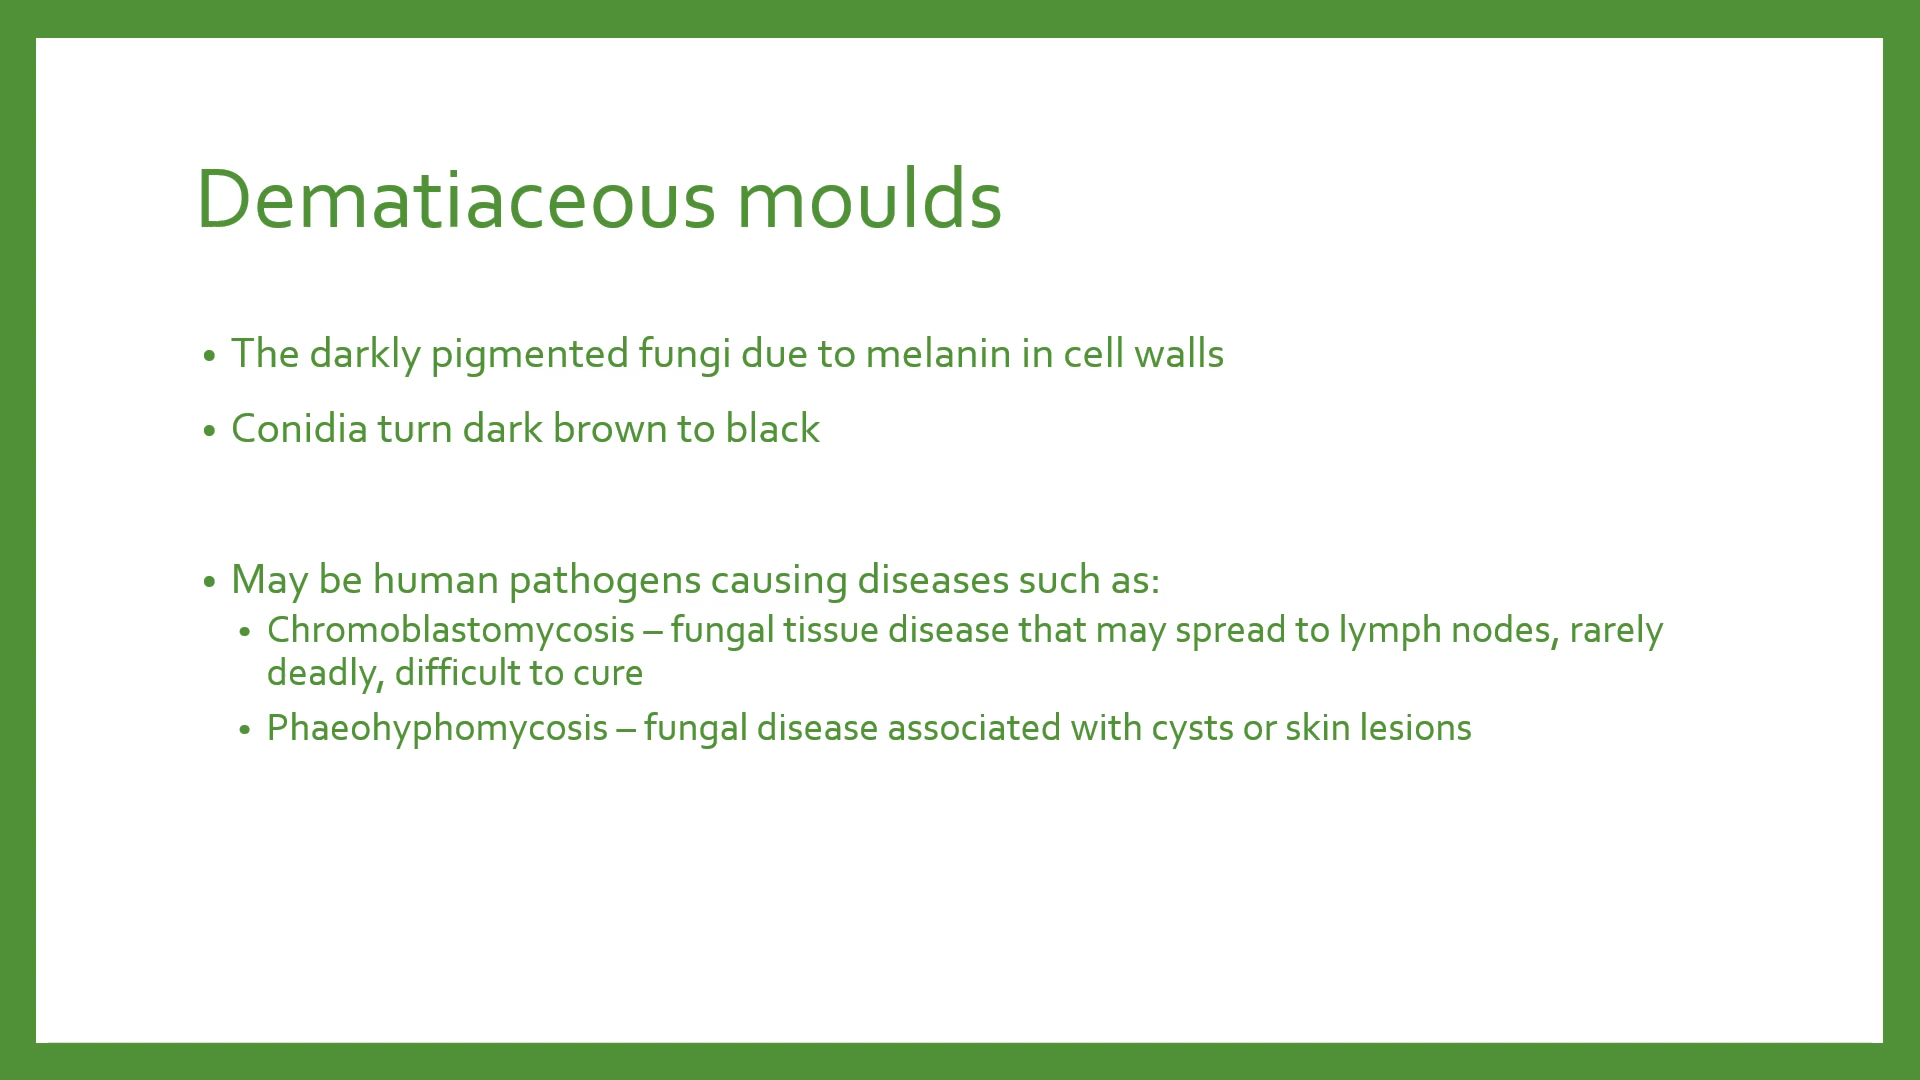 Dematiaceous moulds
• The darkly pigmented fungi due to melanin in cell walls
• Conidia turn dark brown to black
• May be human pathogens causing diseases such as:
• Chromoblastomycosis – fungal tissue disease that may spread to lymph nodes, rarely
deadly, difficult to cure
• Phaeohyphomycosis – fungal disease associated with cysts or skin lesions